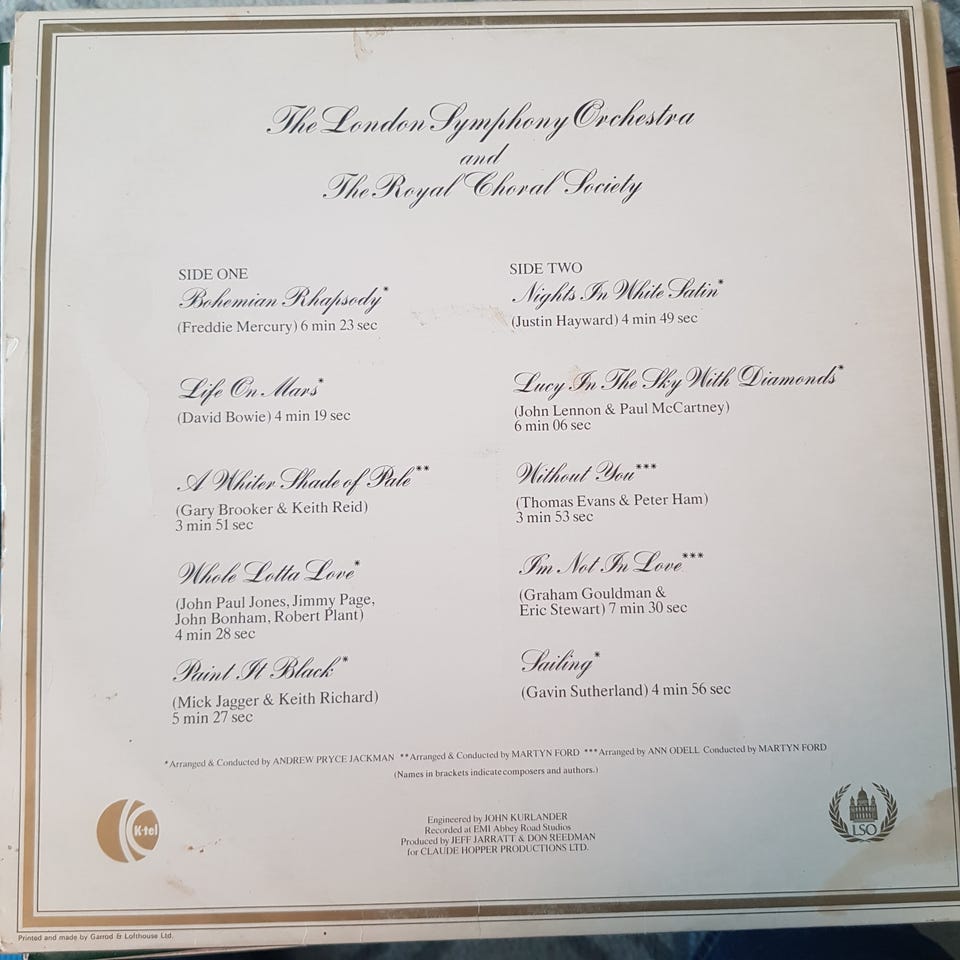 The London Symphony Orchestra
and
The Royal Choral Society
SIDE ONE
Bohemian Rhapsody*
(Freddie Mercury) 6 min 23 sec
Life On Mars*
(David Bowie) 4 min 19 sec
A Whiter Shade of Pale**
(Gary Brooker & Keith Reid)
3 min 51 sec
Whole Lotta Love*
(John Paul Jones, Jimmy Page,
John Bonham, Robert Plant)
4 min 28 sec
Paint It Black*
(Mick Jagger & Keith Richard)
5 min 27 sec
SIDE TWO
Nights In White Satin*
(Justin Hayward) 4 min 49 sec
Lucy In The Sky With Diamonds*
(John Lennon & Paul McCartney)
6 min 06 sec
Without You***
(Thomas Evans & Peter Ham)
3 min 53 sec
I'm Not In Love***
(Graham Gouldman &
Eric Stewart) 7 min 30 sec
Sailing*
(Gavin Sutherland) 4 min 56 sec
*Arranged & Conducted by ANDREW PRYCE JACKMAN **Arranged & Conducted by MARTYN FORD ***Arranged by ANN ODELL Conducted by MARTYN FORD
(Names in brackets indicate composers and authors.)
K-tel
Engineered by JOHN KURLANDER
Recorded at EMI Abbey Road Studios
Produced by JEFF JARRATT & DON REEDMAN
for CLAUDE HOPPER PRODUCTIONS LTD.
LSO
Printed and made by Garrod & Lofthouse Ltd.